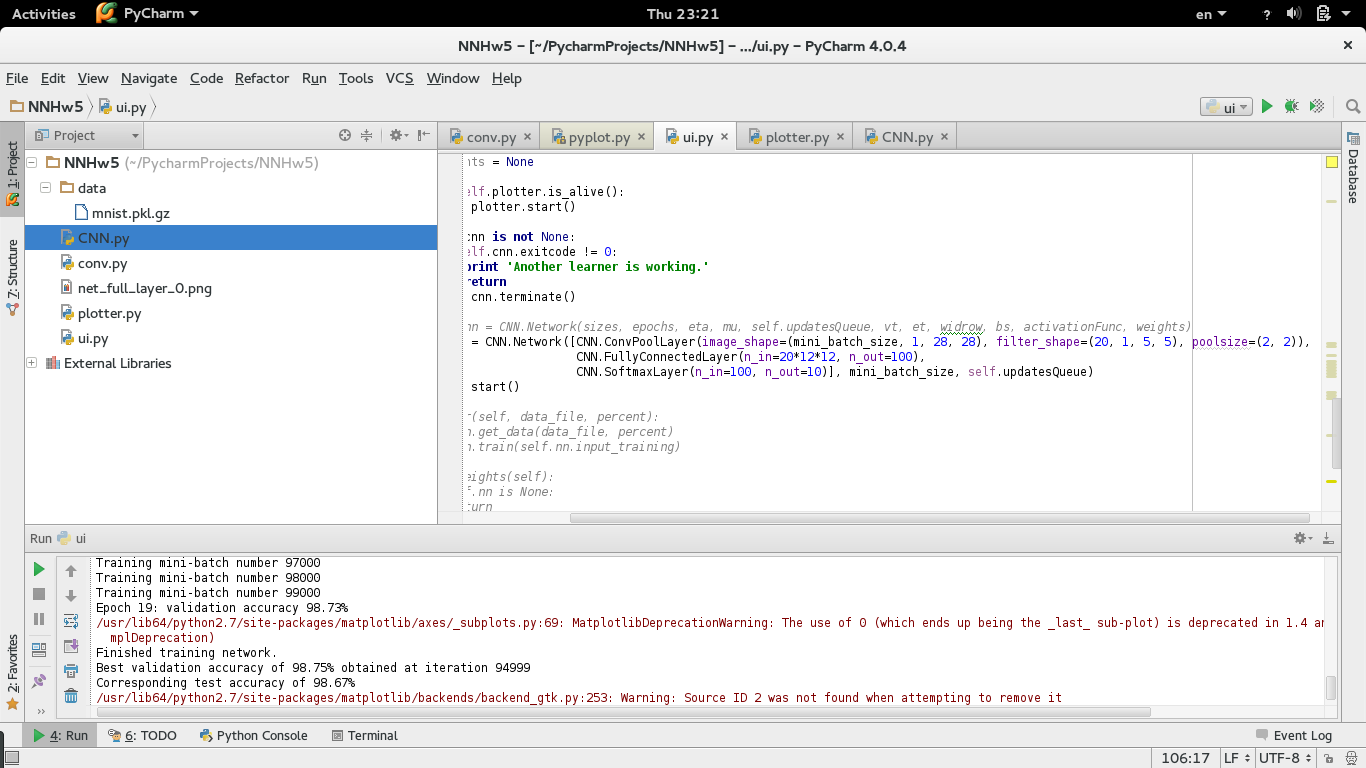 Activities PyCharm Thu 23:21 en ?
NNHw5 – [~/PycharmProjects/NNHw5] – .../ui.py – PyCharm 4.0.4
File Edit View Navigate Code Refactor Run Tools VCS Window Help
NNHw5 ui.py ui
1: Project
7: Structure
2: Favorites
Project
NNHw5 (~/PycharmProjects/NNHw5)
data
mnist.pkl.gz
CNN.py
conv.py
net_full_layer_0.png
plotter.py
ui.py
External Libraries
conv.py pyplot.py ui.py plotter.py CNN.py
nts = None
elf.plotter.is_alive():
plotter.start()
cnn is not None:
elf.cnn.exitcode != 0:
print 'Another learner is working.'
return
cnn.terminate()
nn = CNN.Network(sizes, epochs, eta, mu, self.updatesQueue, vt, et, widrow, bs, activationFunc, weights)
= CNN.Network([CNN.ConvPoolLayer(image_shape=(mini_batch_size, 1, 28, 28), filter_shape=(20, 1, 5, 5), poolsize=(2, 2)),
CNN.FullyConnectedLayer(n_in=20*12*12, n_out=100),
CNN.SoftmaxLayer(n_in=100, n_out=10)], mini_batch_size, self.updatesQueue)
start()
r(self, data_file, percent):
n.get_data(data_file, percent)
n.train(self.nn.input_training)
eights(self):
f.nn is None:
turn
Database
Run ui
Training mini-batch number 97000
Training mini-batch number 98000
Training mini-batch number 99000
Epoch 19: validation accuracy 98.73%
/usr/lib64/python2.7/site-packages/matplotlib/axes/_subplots.py:69: MatplotlibDeprecationWarning: The use of 0 (which ends up being the _last_ sub-plot) is deprecated in 1.4 an
mplDeprecation)
Finished training network.
Best validation accuracy of 98.75% obtained at iteration 94999
Corresponding test accuracy of 98.67%
/usr/lib64/python2.7/site-packages/matplotlib/backends/backend_gtk.py:253: Warning: Source ID 2 was not found when attempting to remove it
4: Run 6: TODO Python Console Terminal Event Log
106:17 LF UTF-8